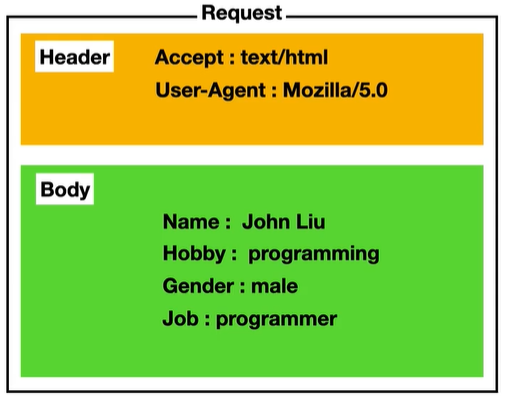 Request
Header
Accept : text/html
User-Agent : Mozilla/5.0
Body
Name :  John Liu
Hobby :  programming
Gender : male
Job : programmer